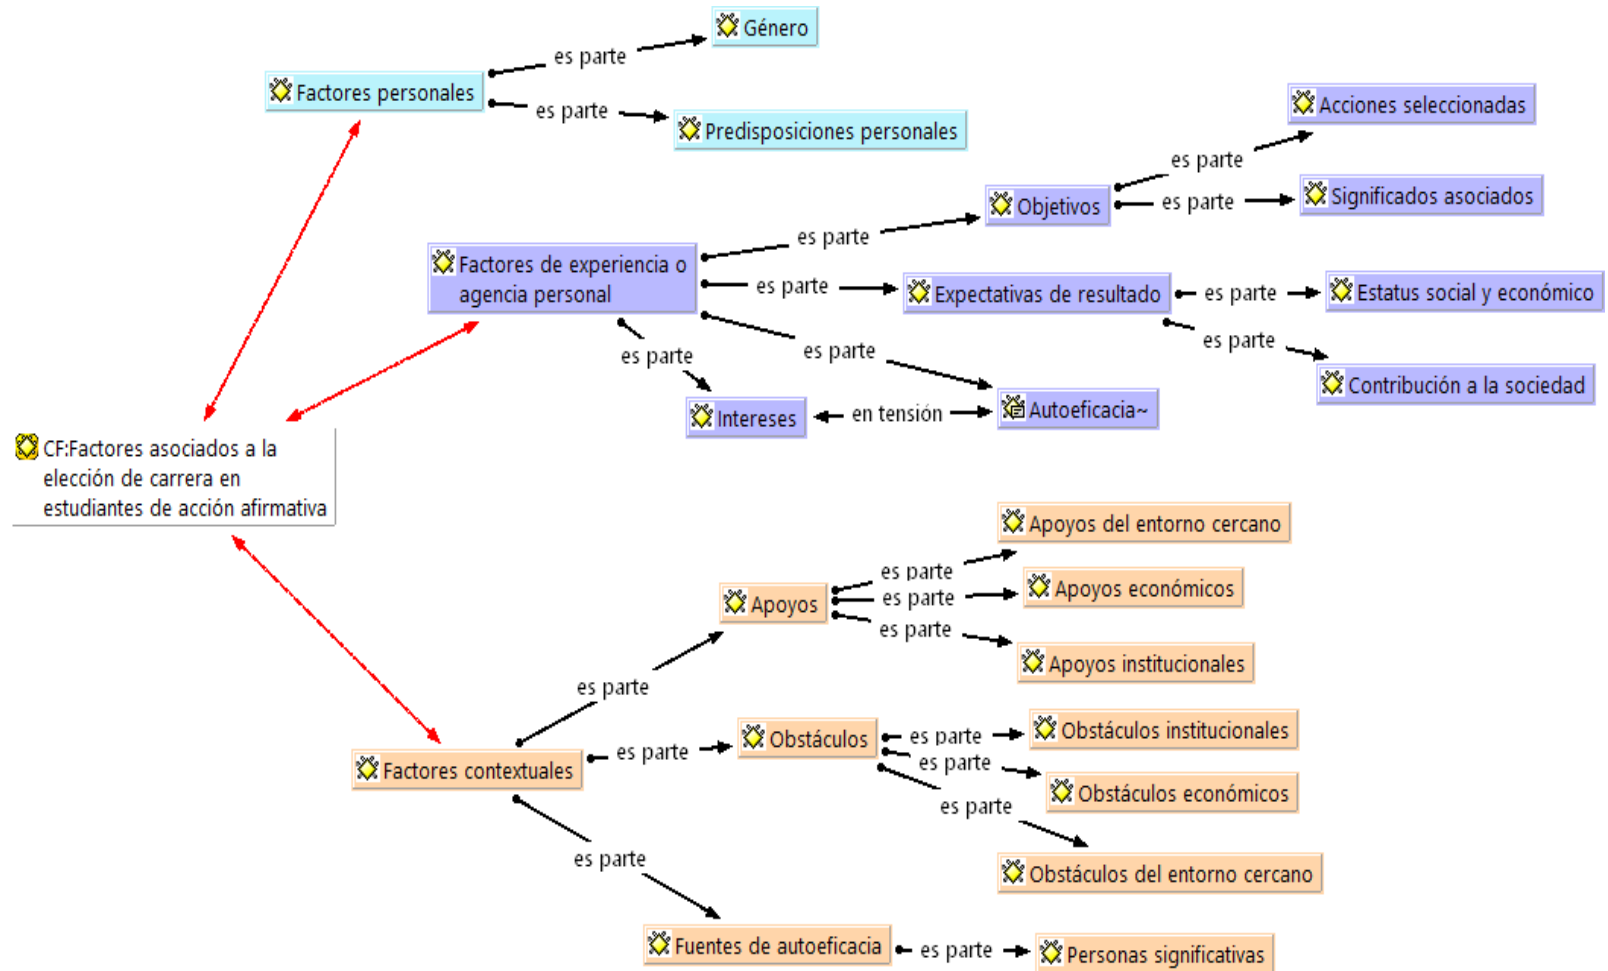 Género
es parte
Factores personales
es parte
Predisposiciones personales
Acciones seleccionadas
es parte
Objetivos
es parte
Significados asociados
es parte
Factores de experiencia o
agencia personal
es parte
Expectativas de resultado
es parte
Estatus social y económico
es parte
es parte
es parte
Contribución a la sociedad
Intereses
en tensión
Autoeficacia~
CF:Factores asociados a la
elección de carrera en
estudiantes de acción afirmativa
Apoyos del entorno cercano
es parte
Apoyos
es parte
Apoyos económicos
es parte
Apoyos institucionales
es parte
Factores contextuales
es parte
Obstáculos
es parte
Obstáculos institucionales
es parte
Obstáculos económicos
es parte
Obstáculos del entorno cercano
es parte
Fuentes de autoeficacia
es parte
Personas significativas